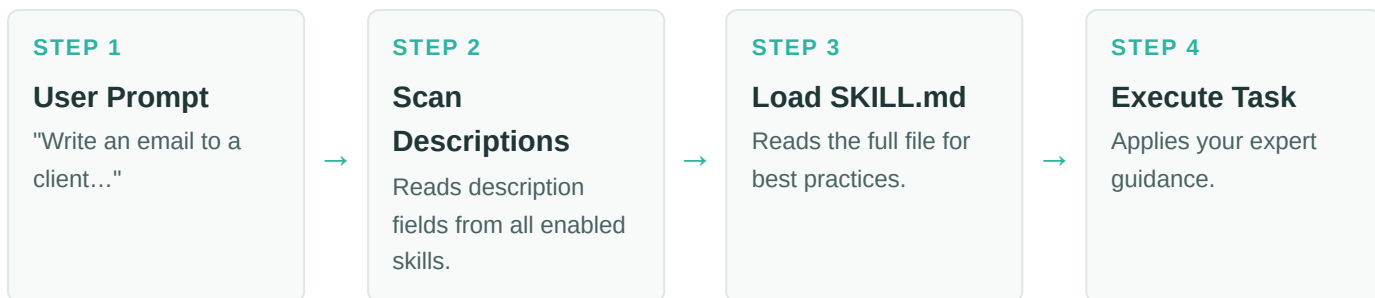 STEP 1
User Prompt
"Write an email to a
client…"
→
STEP 2
Scan
Descriptions
Reads description
fields from all enabled
skills.
→
STEP 3
Load SKILL.md
Reads the full file for
best practices.
→
STEP 4
Execute Task
Applies your expert
guidance.